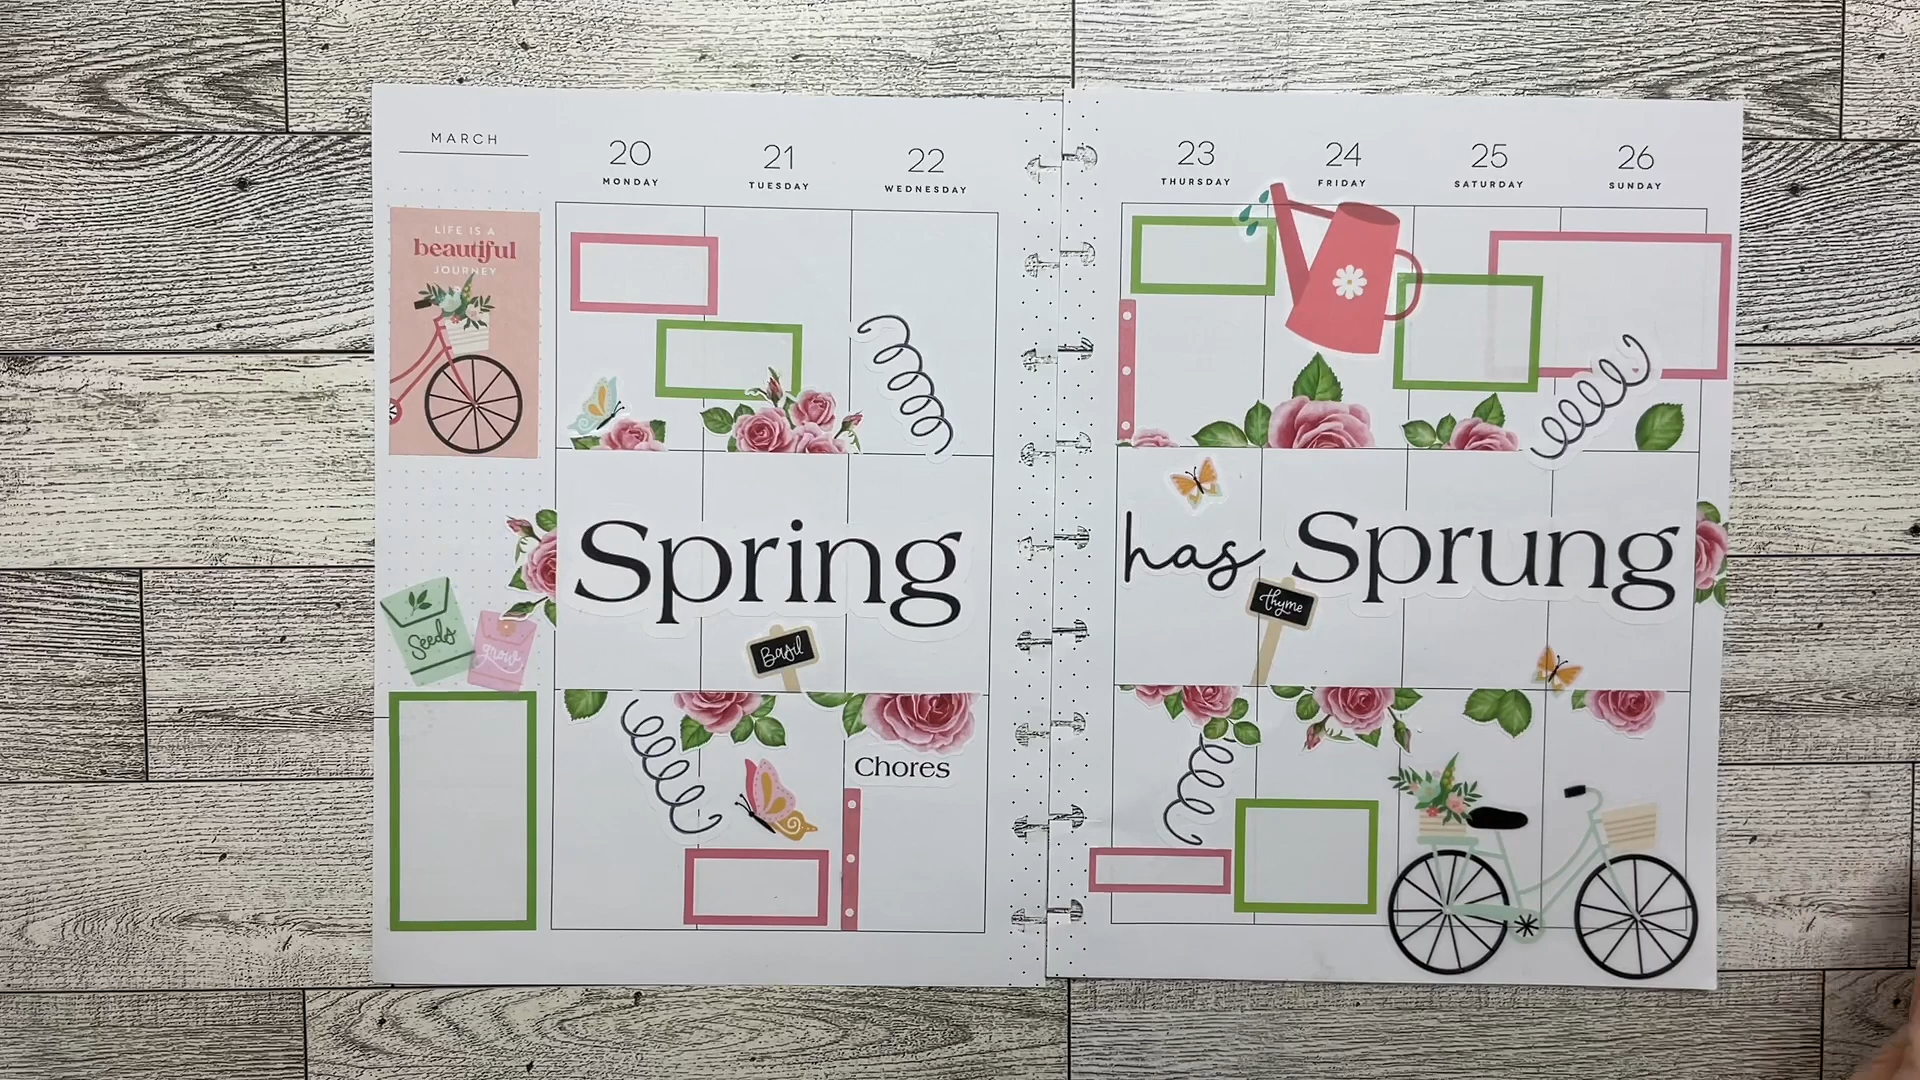 MARCH
20 21 22
MONDAY TUESDAY WEDNESDAY
23 24 25 26
THURSDAY FRIDAY SATURDAY SUNDAY
LIFE IS A
beautiful
JOURNEY
Spring
has Sprung
thyme
Seeds
grow
Basil
Chores